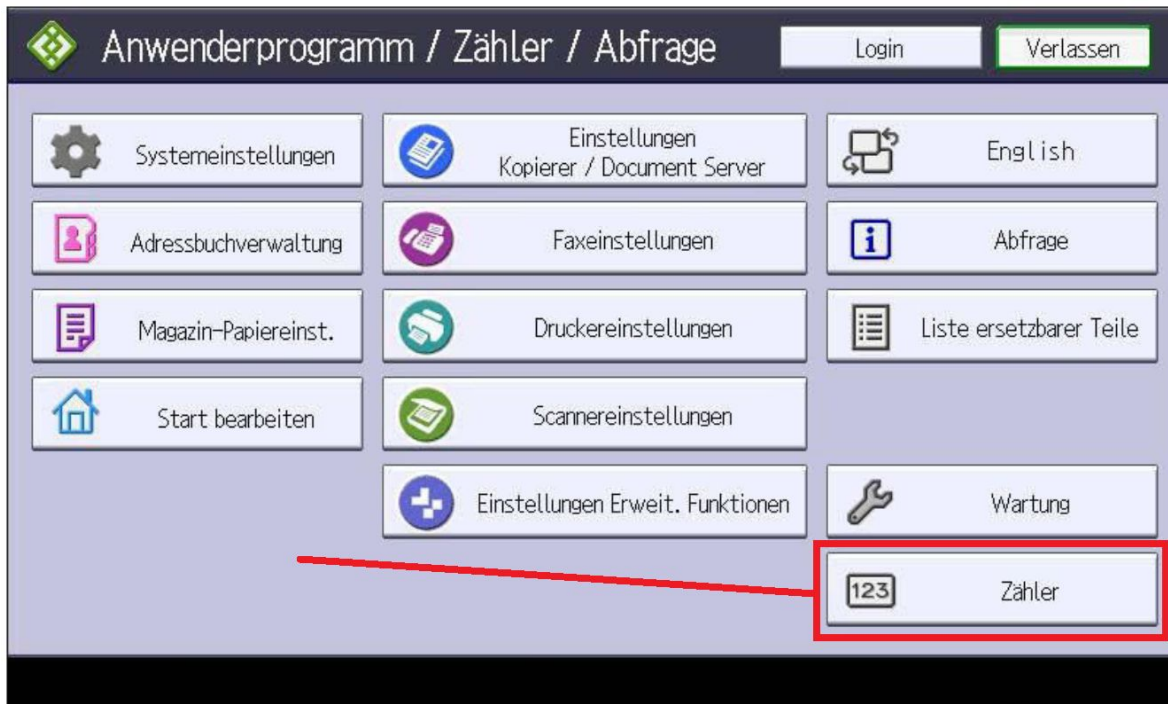 Anwenderprogramm / Zähler / Abfrage
Login
Verlassen
Systemeinstellungen
Einstellungen
Kopierer / Document Server
English
Adressbuchverwaltung
Faxeinstellungen
Abfrage
Magazin-Papiereinst.
Druckereinstellungen
Liste ersetzbarer Teile
Start bearbeiten
Scannereinstellungen
Einstellungen Erweit. Funktionen
Wartung
123
Zähler